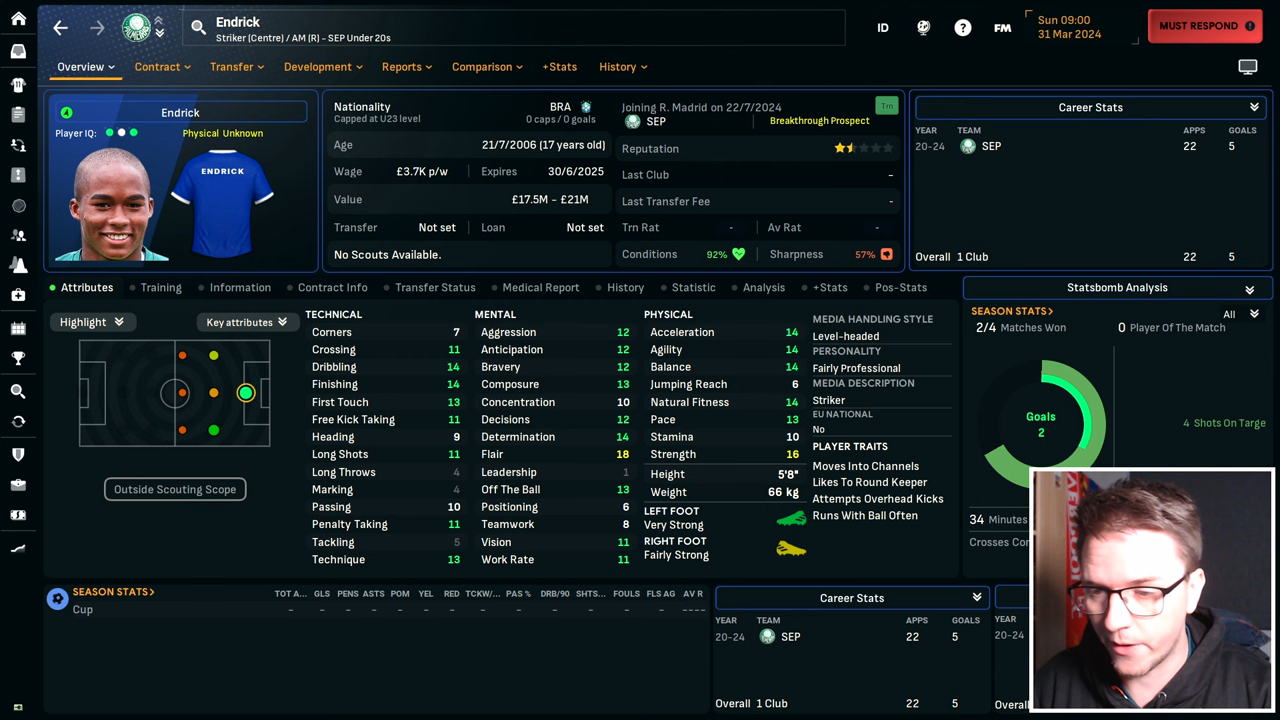 Endrick
Striker (Centre) / AM (R) - SEP Under 20s
ID
FM
Sun 09:00
31 Mar 2024
MUST RESPOND
Overview
Contract
Transfer
Development
Reports
Comparison
+Stats
History
Endrick
Player IQ:
Physical Unknown
ENDRICK
Nationality
BRA
Capped at U23 level
0 caps / 0 goals
Age
21/7/2006 (17 years old)
Wage
£3.7K p/w
Expires
30/6/2025
Value
£17.5M - £21M
Transfer
Not set
Loan
Not set
No Scouts Available.
Joining R. Madrid on 22/7/2024
Trn
SEP
Breakthrough Prospect
Reputation
Last Club
-
Last Transfer Fee
-
Trn Rat
-
Av Rat
-
Conditions
92%
Sharpness
57%
Career Stats
YEAR TEAM APPS GOALS
20-24 SEP 22 5
Overall 1 Club 22 5
Attributes
Training
Information
Contract Info
Transfer Status
Medical Report
History
Statistic
Analysis
+Stats
Pos-Stats
Highlight
Key attributes
Outside Scouting Scope
TECHNICAL
Corners 7
Crossing 11
Dribbling 14
Finishing 14
First Touch 13
Free Kick Taking 11
Heading 9
Long Shots 11
Long Throws 4
Marking 4
Passing 10
Penalty Taking 11
Tackling 5
Technique 13
MENTAL
Aggression 12
Anticipation 12
Bravery 12
Composure 13
Concentration 10
Decisions 12
Determination 14
Flair 18
Leadership 1
Off The Ball 13
Positioning 6
Teamwork 8
Vision 11
Work Rate 11
PHYSICAL
Acceleration 14
Agility 14
Balance 14
Jumping Reach 6
Natural Fitness 14
Pace 13
Stamina 10
Strength 16
Height 5'8"
Weight 66 kg
LEFT FOOT
Very Strong
RIGHT FOOT
Fairly Strong
MEDIA HANDLING STYLE
Level-headed
PERSONALITY
Fairly Professional
MEDIA DESCRIPTION
Striker
EU NATIONAL
No
PLAYER TRAITS
Moves Into Channels
Likes To Round Keeper
Attempts Overhead Kicks
Runs With Ball Often
Statsbomb Analysis
SEASON STATS>
All
2/4 Matches Won
0 Player Of The Match
Goals
2
4 Shots On Targe
34 Minutes
Crosses Con
SEASON STATS>
TOT A... GLS PENS ASTS POM YEL RED TCKW/... PAS % DRB/90 SHTS... FOULS FLS AG AV R
Cup - - - - - - - - - - - - - ----
Career Stats
YEAR TEAM APPS GOALS
20-24 SEP 22 5
Overall 1 Club 22 5
YEAR
20-24
Overall